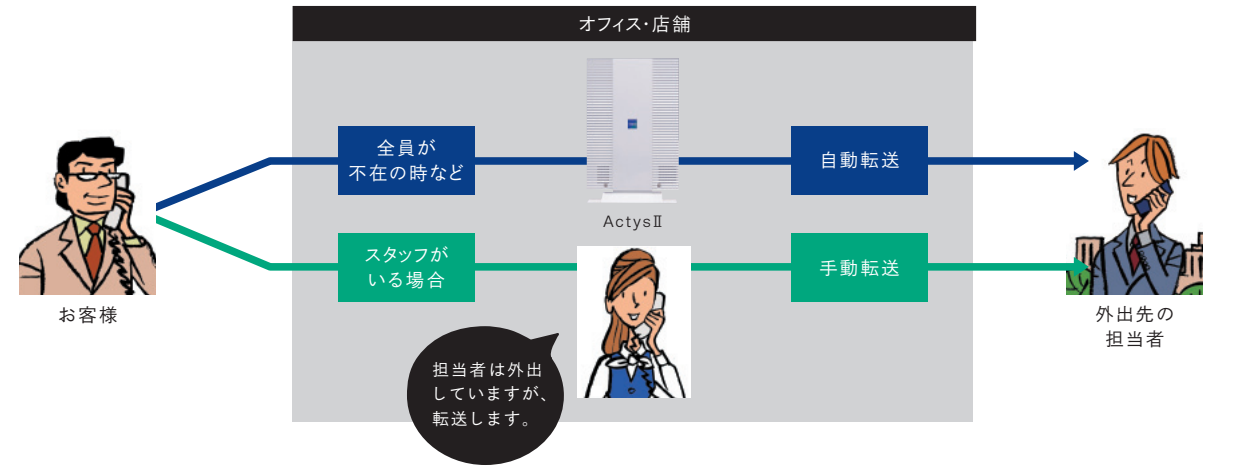 オフィス・店舗
全員が
不在の時など
自動転送
ActysⅡ
スタッフが
いる場合
手動転送
お客様
外出先の
担当者
担当者は外出
していますが、
転送します。